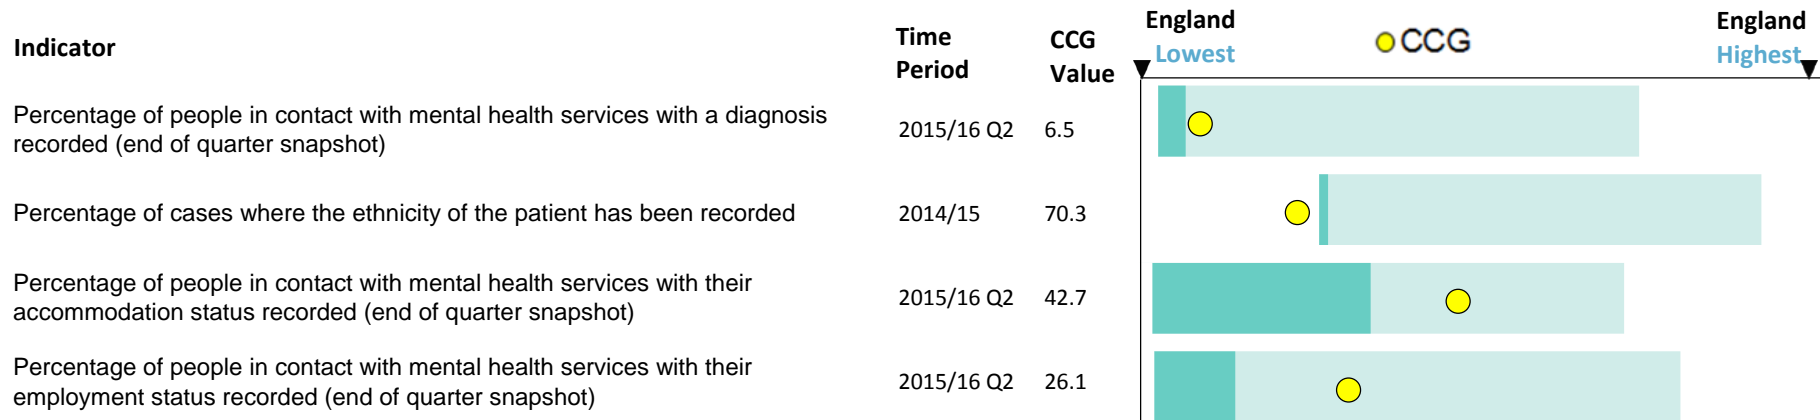 Indicator
Time
Period
CCG
Value
England
Lowest
CCG
England
Highest
Percentage of people in contact with mental health services with a diagnosis
recorded (end of quarter snapshot)
2015/16 Q2
6.5
Percentage of cases where the ethnicity of the patient has been recorded
2014/15
70.3
Percentage of people in contact with mental health services with their
accommodation status recorded (end of quarter snapshot)
2015/16 Q2
42.7
Percentage of people in contact with mental health services with their
employment status recorded (end of quarter snapshot)
2015/16 Q2
26.1